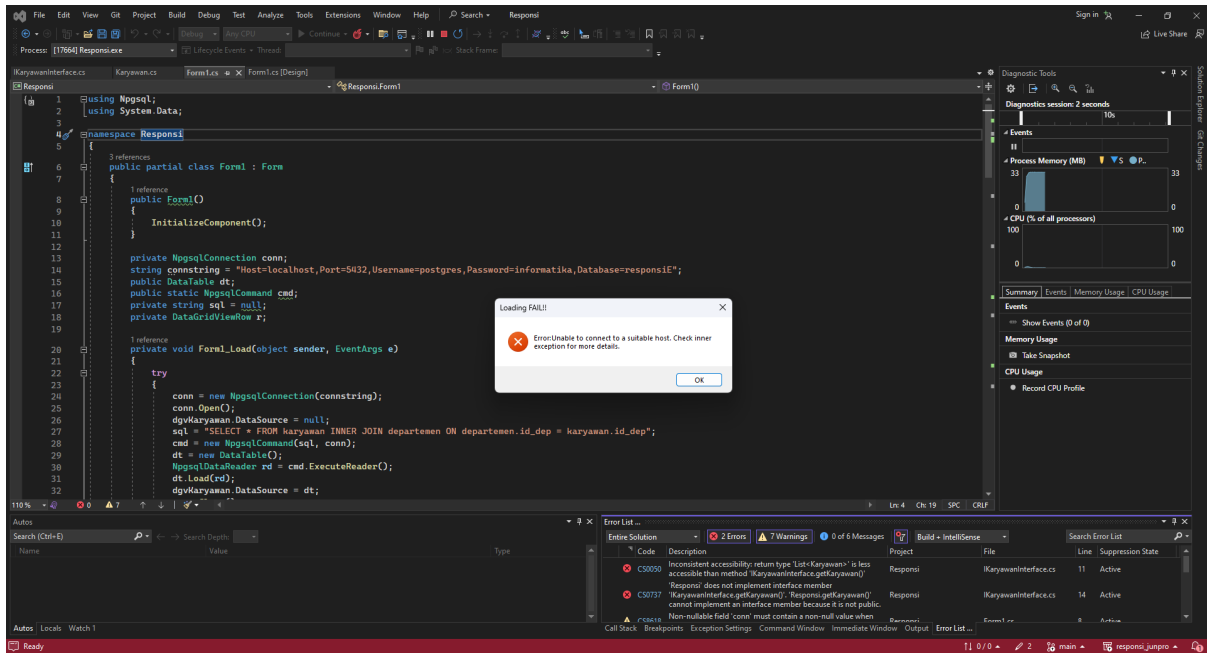 File Edit View Git Project Build Debug Test Analyze Tools Extensions Window Help Search Responsi Sign in
Debug Any CPU Continue Live Share
Process: [17664] Responsi.exe Lifecycle Events Thread: Stack Frame:
IKaryawanInterface.cs Karyawan.cs Form1.cs Form1.cs [Design]
Responsi Responsi.Form1 Form1()
1 using Npgsql;
2 using System.Data;
3
4 namespace Responsi
5 {
3 references
6 public partial class Form1 : Form
7 {
1 reference
8 public Form1()
9 {
10 InitializeComponent();
11 }
12
13 private NpgsqlConnection conn;
14 string connstring = "Host=localhost,Port=5432,Username=postgres,Password=informatika,Database=responsiE";
15 public DataTable dt;
16 public static NpgsqlCommand cmd;
17 private string sql = null;
18 private DataGridViewRow r;
19
1 reference
20 private void Form1_Load(object sender, EventArgs e)
21 {
22 try
23 {
24 conn = new NpgsqlConnection(connstring);
25 conn.Open();
26 dgvKaryawan.DataSource = null;
27 sql = "SELECT * FROM karyawan INNER JOIN departemen ON departemen.id_dep = karyawan.id_dep";
28 cmd = new NpgsqlCommand(sql, conn);
29 dt = new DataTable();
30 NpgsqlDataReader rd = cmd.ExecuteReader();
31 dt.Load(rd);
32 dgvKaryawan.DataSource = dt;
110 % 0 7 Ln: 4 Ch: 19 SPC CRLF
Loading FAIL!!
Error:Unable to connect to a suitable host. Check inner
exception for more details.
OK
Diagnostic Tools
Diagnostics session: 2 seconds
10s
Events
Process Memory (MB) S P..
33 33
0 0
CPU (% of all processors)
100 100
0 0
Summary Events Memory Usage CPU Usage
Events
Show Events (0 of 0)
Memory Usage
Take Snapshot
CPU Usage
Record CPU Profile
Solution Explorer
Git Changes
Autos
Search (Ctrl+E) Search Depth:
Name Value Type
Autos Locals Watch 1
Error List ...
Entire Solution 2 Errors 7 Warnings 0 of 6 Messages Build + IntelliSense Search Error List
Code Description Project File Line Suppression State
CS0050 Inconsistent accessibility: return type 'List<Karyawan>' is less
accessible than method 'IKaryawanInterface.getKaryawan()' Responsi IKaryawanInterface.cs 11 Active
'Responsi' does not implement interface member
CS0737 'IKaryawanInterface.getKaryawan()'. 'Responsi.getKaryawan()' Responsi IKaryawanInterface.cs 14 Active
cannot implement an interface member because it is not public.
CS8618 Non-nullable field 'conn' must contain a non-null value when Responsi Form1.cs 8 Active
Call Stack Breakpoints Exception Settings Command Window Immediate Window Output Error List ...
Ready 0 / 0 2 main responsi_junpro